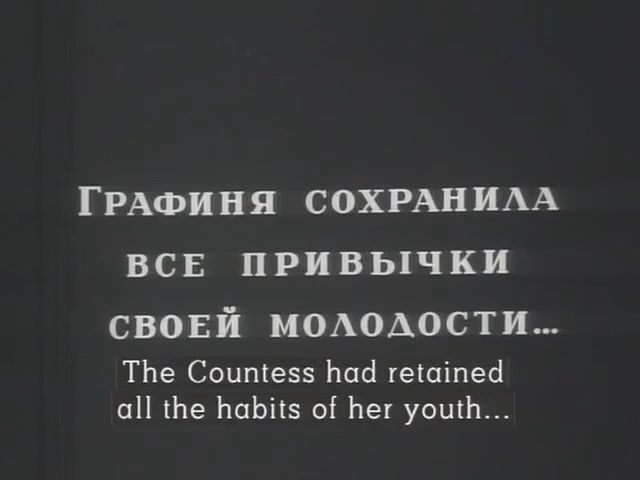 Графиня сохранила
все привычки
своей молодости...
The Countess had retained
all the habits of her youth...